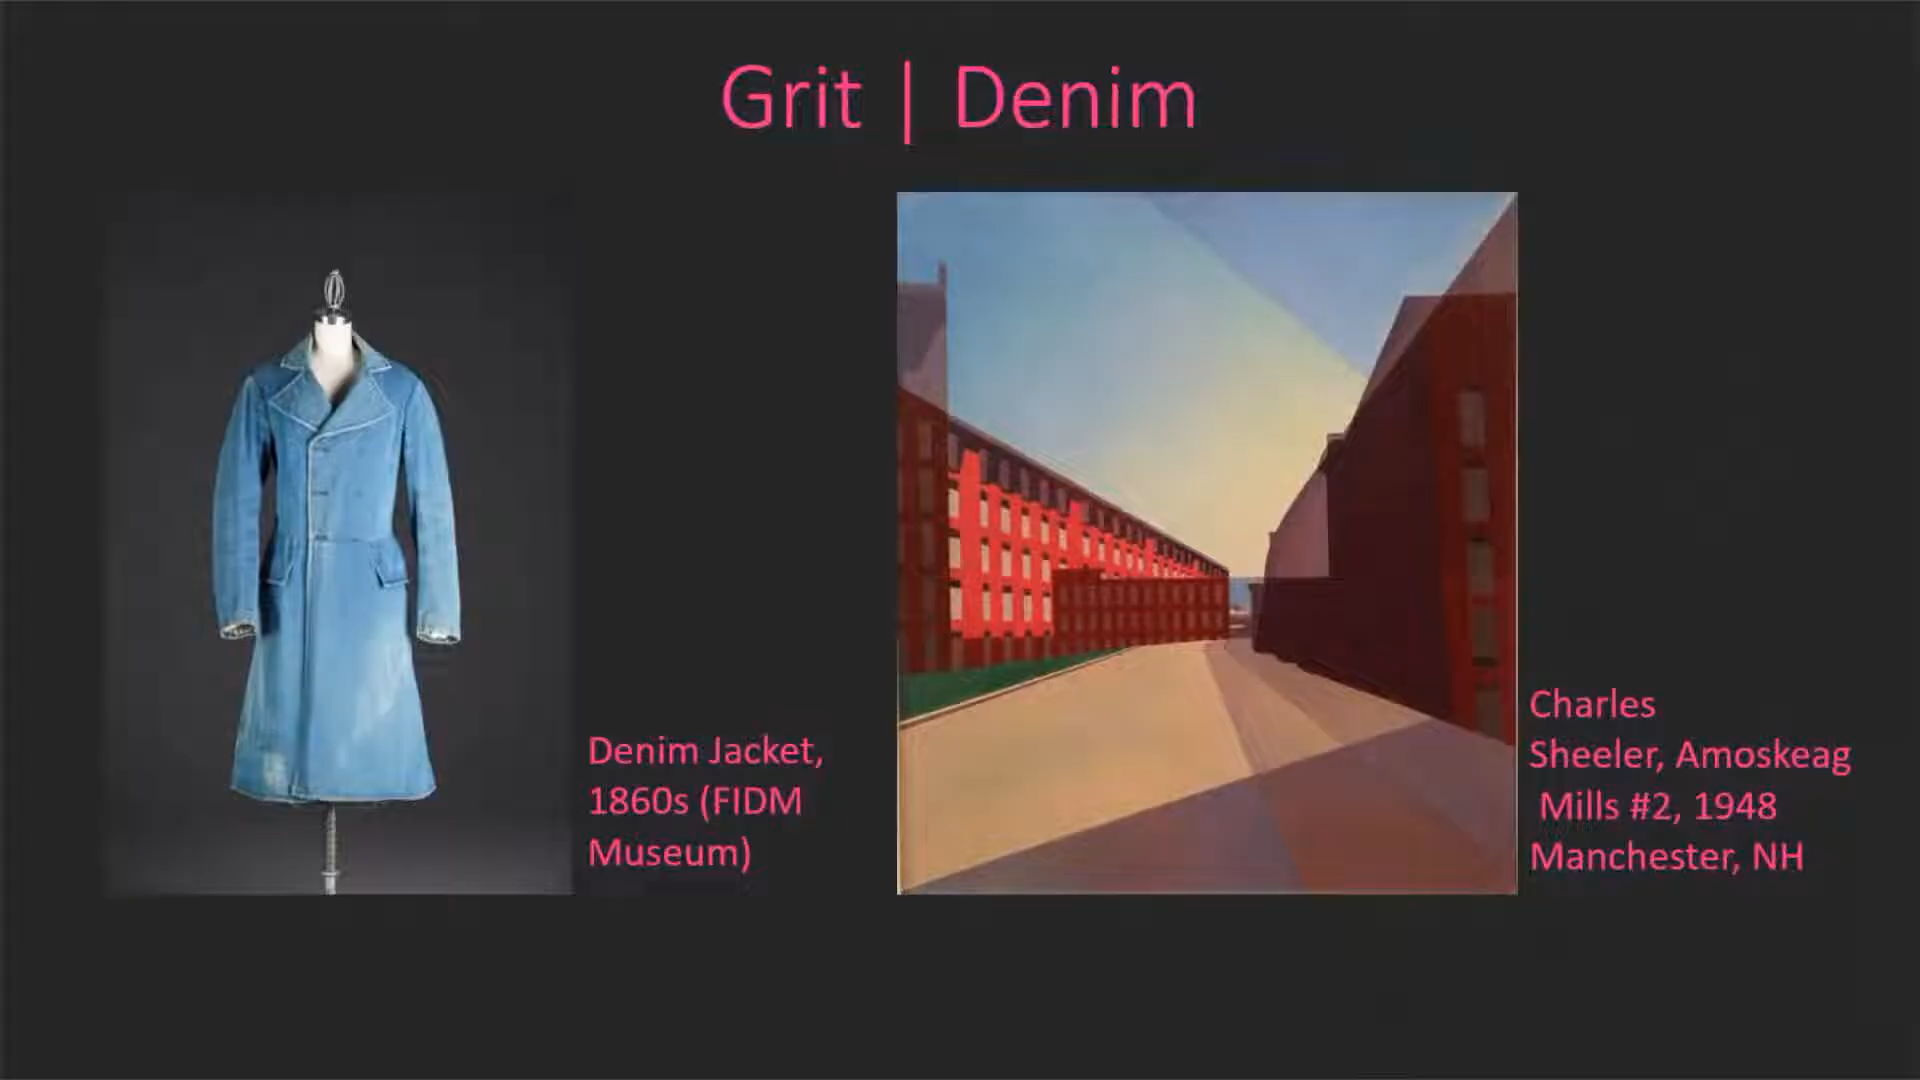 Grit | Denim
Denim Jacket,
1860s (FIDM
Museum)
Charles
Sheeler, Amoskeag
Mills #2, 1948
Manchester, NH